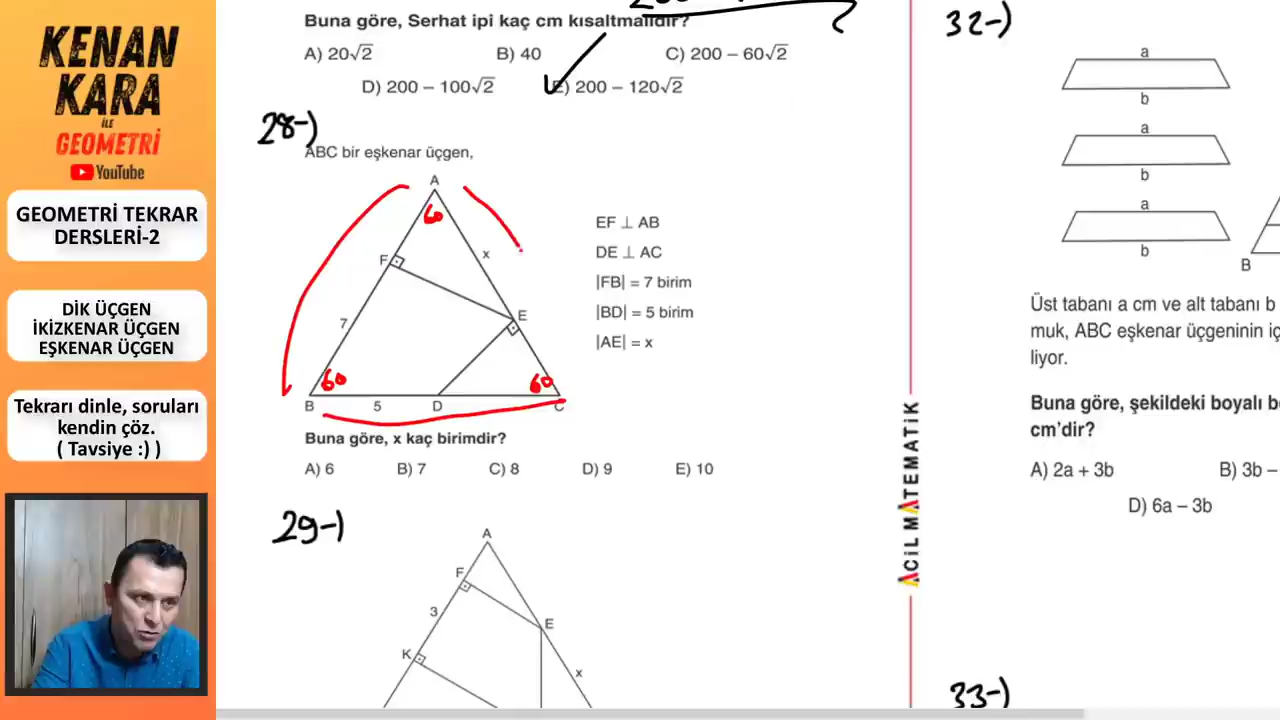 KENAN
KARA
İLE
GEOMETRİ
YouTube
GEOMETRİ TEKRAR
DERSLERİ-2
DİK ÜÇGEN
İKİZKENAR ÜÇGEN
EŞKENAR ÜÇGEN
Tekrarı dinle, soruları
kendin çöz.
( Tavsiye :) )
Buna göre, Serhat ipi kaç cm kısaltmalıdır?
A) 20√2 B) 40 C) 200 – 60√2
D) 200 – 100√2 E) 200 – 120√2
28-)
ABC bir eşkenar üçgen,
A
60
F
x
E
7
60
60
B 5 D C
EF ⊥ AB
DE ⊥ AC
|FB| = 7 birim
|BD| = 5 birim
|AE| = x
Buna göre, x kaç birimdir?
A) 6 B) 7 C) 8 D) 9 E) 10
29-)
A
F
3
E
K
x
ACİL MATEMATİK
32-)
a
b
a
b
a
b
B
Üst tabanı a cm ve alt tabanı b
muk, ABC eşkenar üçgeninin iç
liyor.
Buna göre, şekildeki boyalı b
cm'dir?
A) 2a + 3b B) 3b –
D) 6a – 3b
33-)